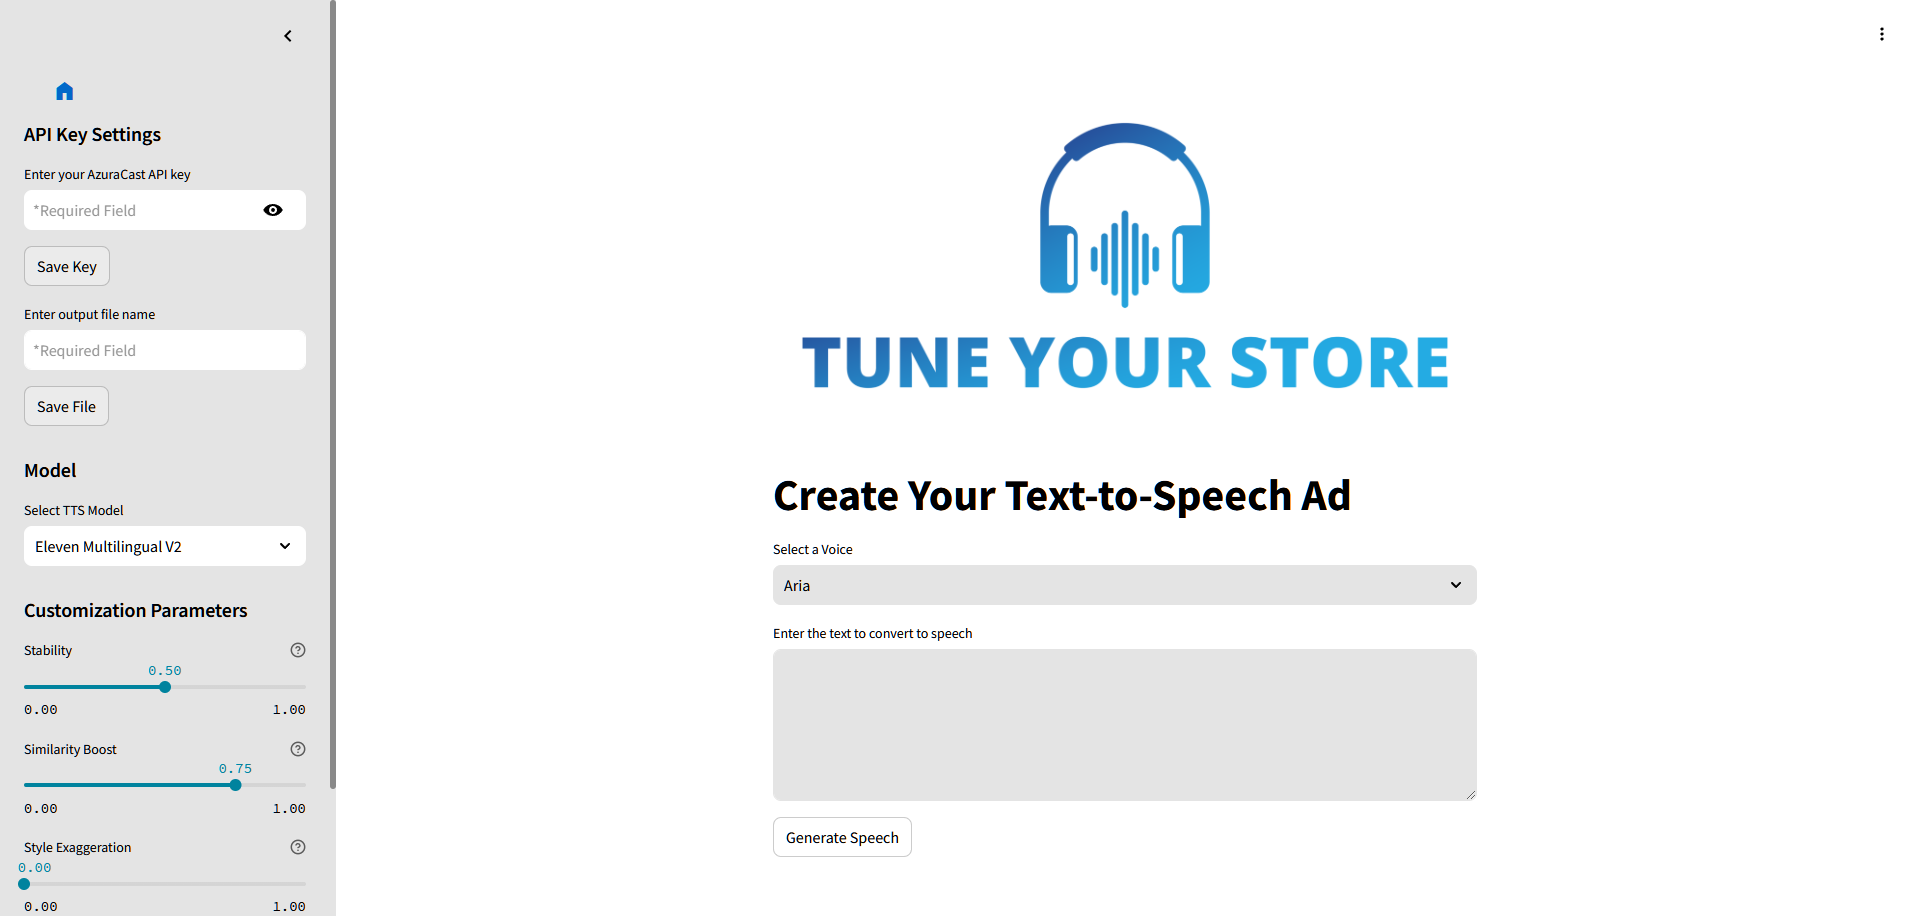 API Key Settings
Enter your AzuraCast API key
*Required Field
Save Key
Enter output file name
*Required Field
Save File
Model
Select TTS Model
Eleven Multilingual V2
Customization Parameters
Stability
0.50
0.00 1.00
Similarity Boost
0.75
0.00 1.00
Style Exaggeration
0.00
0.00 1.00
TUNE YOUR STORE
Create Your Text-to-Speech Ad
Select a Voice
Aria
Enter the text to convert to speech
Generate Speech